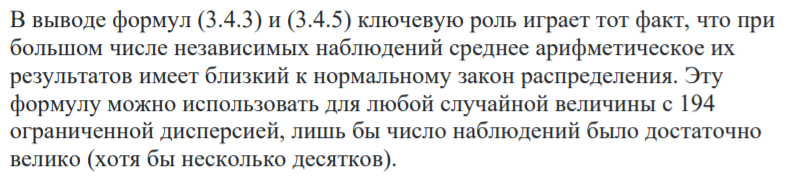 В выводе формул (3.4.3) и (3.4.5) ключевую роль играет тот факт, что при
большом числе независимых наблюдений среднее арифметическое их
результатов имеет близкий к нормальному закон распределения. Эту
формулу можно использовать для любой случайной величины с 194
ограниченной дисперсией, лишь бы число наблюдений было достаточно
велико (хотя бы несколько десятков).